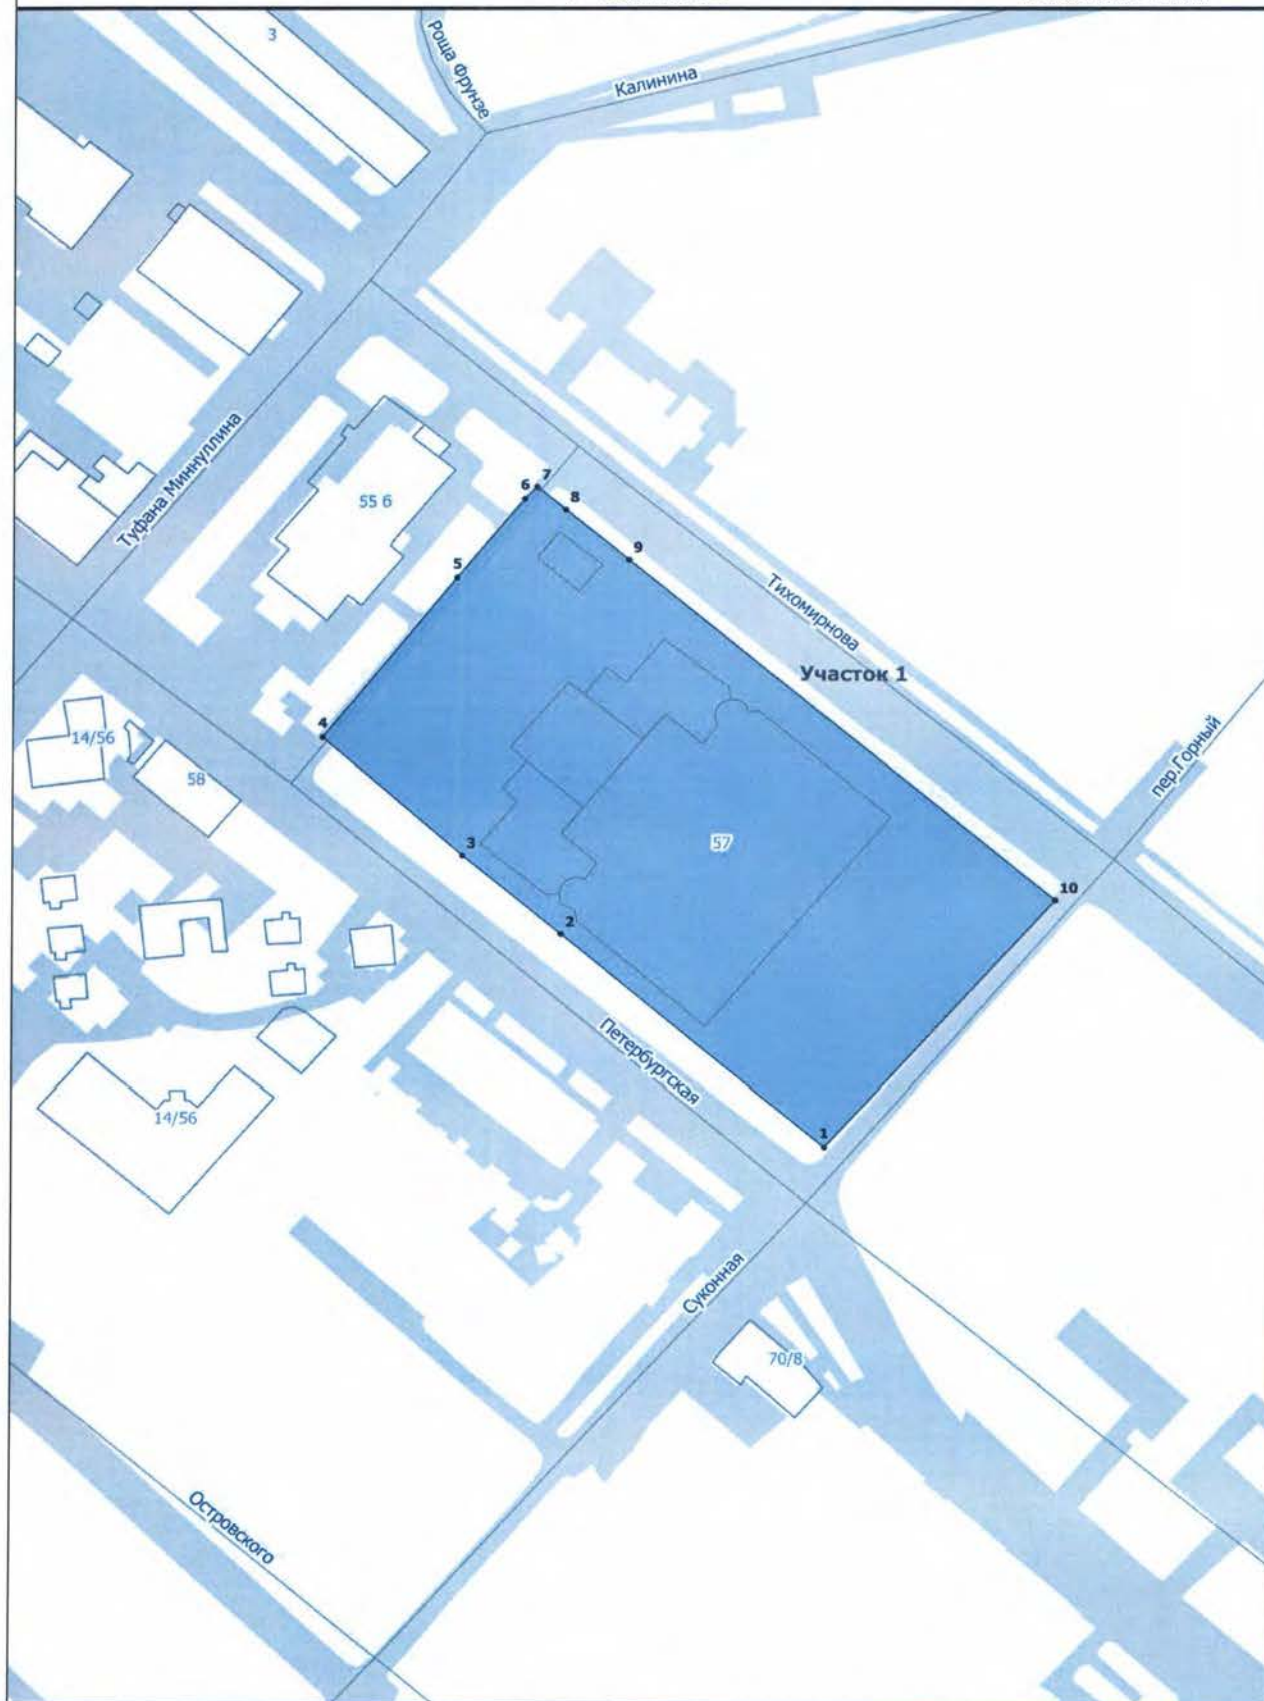 3
Роща Фрунзе
Калинина
Туфана Миннуллина
55 б
7
6
8
9
5
Тихомирнова
Участок 1
пер.Горный
4
14/56
58
3
57
10
2
Петербургская
1
14/56
Суконная
70/8
Островского